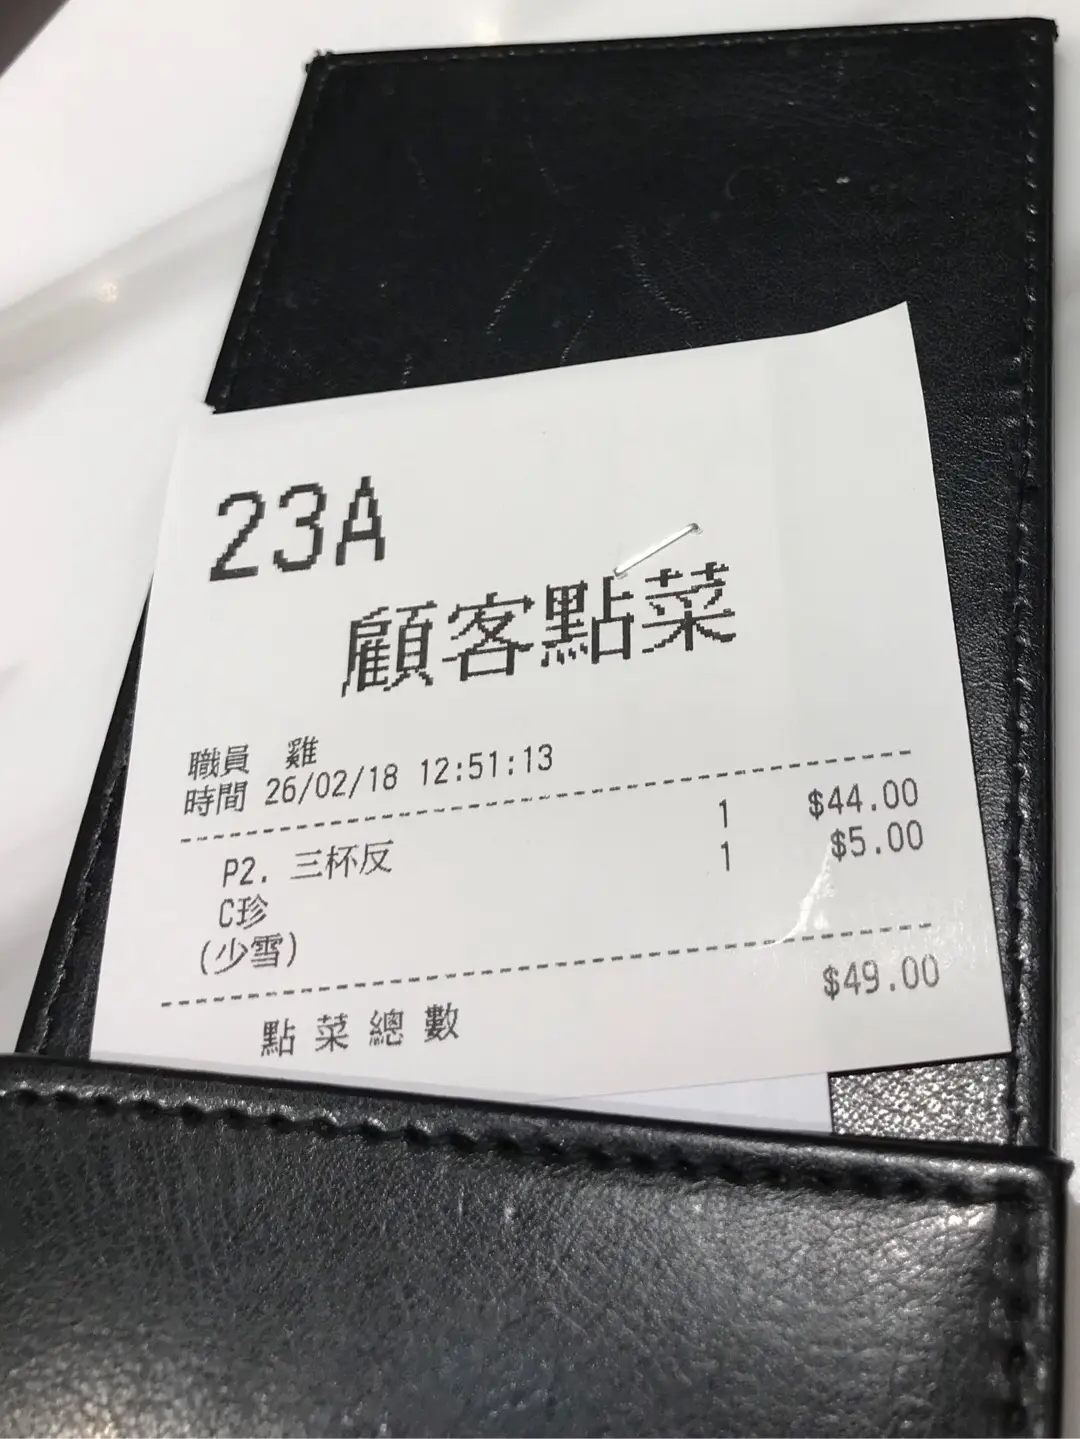 23A
顧客點菜
職員 雞
時間 26/02/18 12:51:13
P2. 三杯反 1 $44.00
C珍 1 $5.00
(少雪)
點菜總數 $49.00